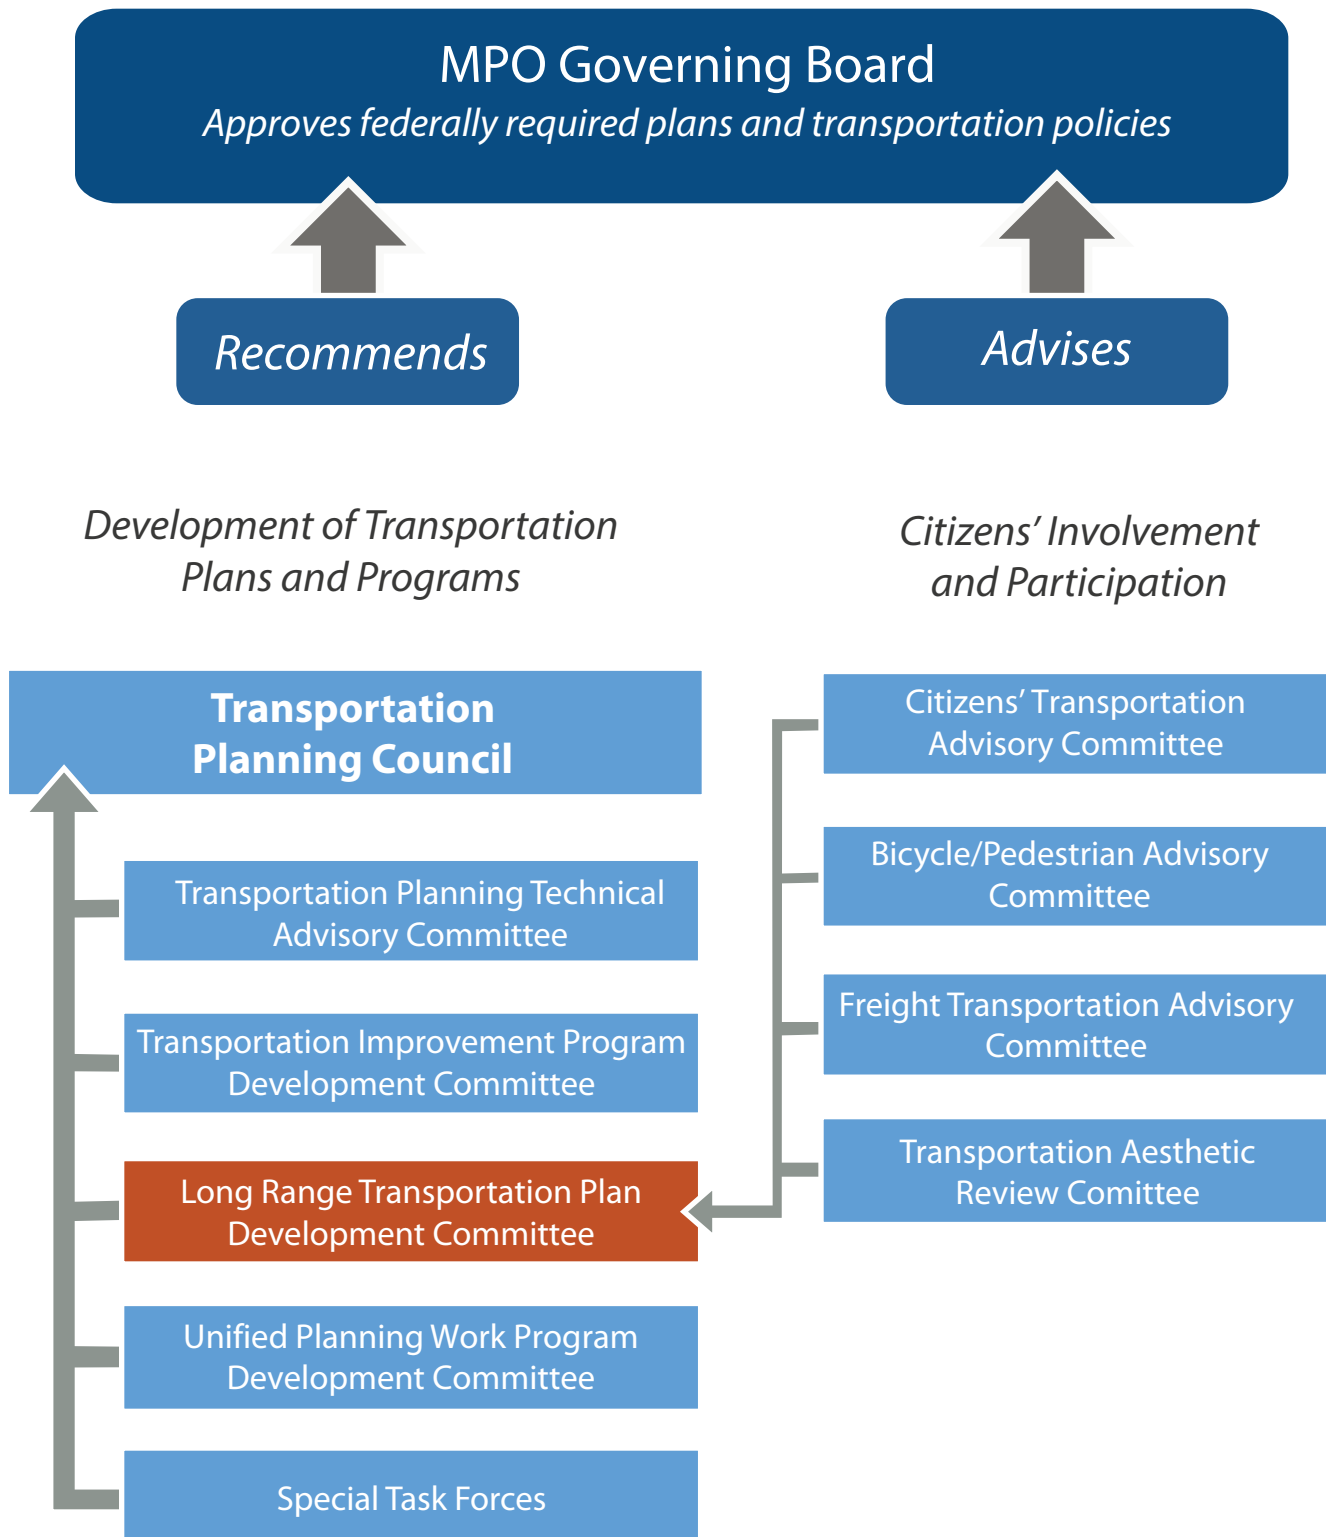 MPO Governing Board
Approves federally required plans and transportation policies
Recommends
Advises
Development of Transportation
Plans and Programs
Citizens’ Involvement
and Participation
Transportation
Planning Council
Transportation Planning Technical
Advisory Committee
Transportation Improvement Program
Development Committee
Long Range Transportation Plan
Development Committee
Unified Planning Work Program
Development Committee
Special Task Forces
Citizens’ Transportation
Advisory Committee
Bicycle/Pedestrian Advisory
Committee
Freight Transportation Advisory
Committee
Transportation Aesthetic
Review Comittee